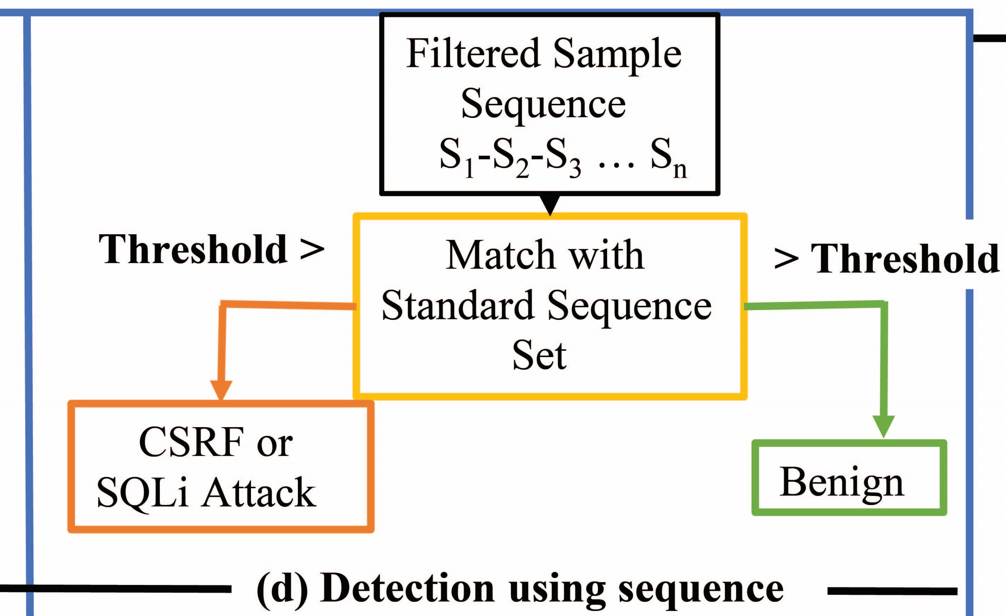 Filtered Sample
Sequence
S₁-S₂-S₃ … Sₙ
Threshold >
Match with
Standard Sequence
Set
> Threshold
CSRF or
SQLi Attack
Benign
(d) Detection using sequence